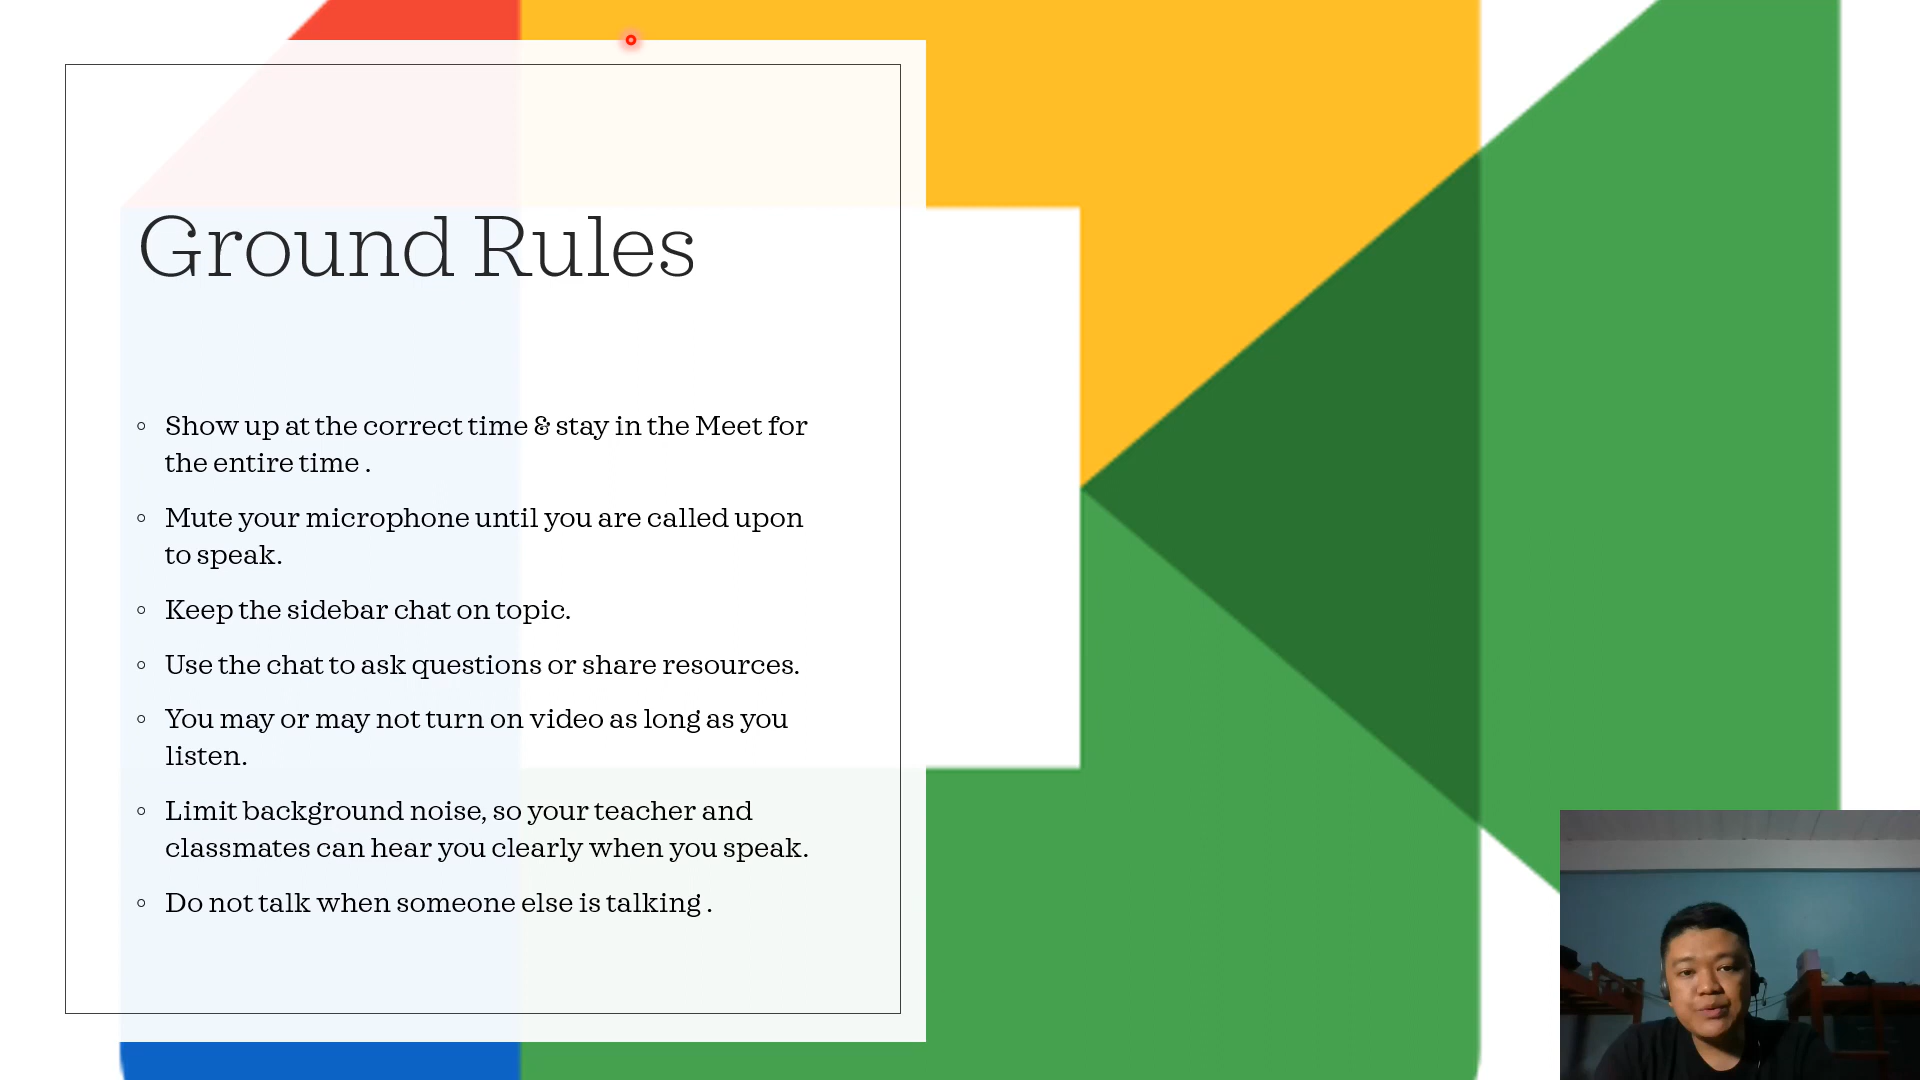 Ground Rules
Show up at the correct time & stay in the Meet for
the entire time .
Mute your microphone until you are called upon
to speak.
Keep the sidebar chat on topic.
Use the chat to ask questions or share resources.
You may or may not turn on video as long as you
listen.
Limit background noise, so your teacher and
classmates can hear you clearly when you speak.
Do not talk when someone else is talking .